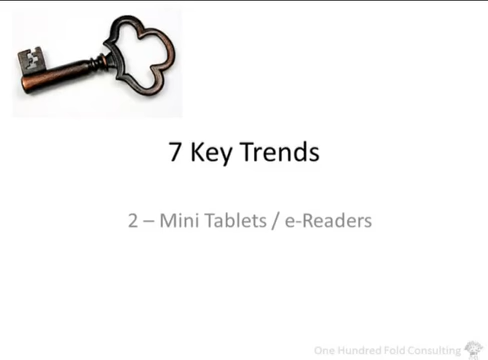 7 Key Trends
2 – Mini Tablets / e-Readers
One Hundred Fold Consulting